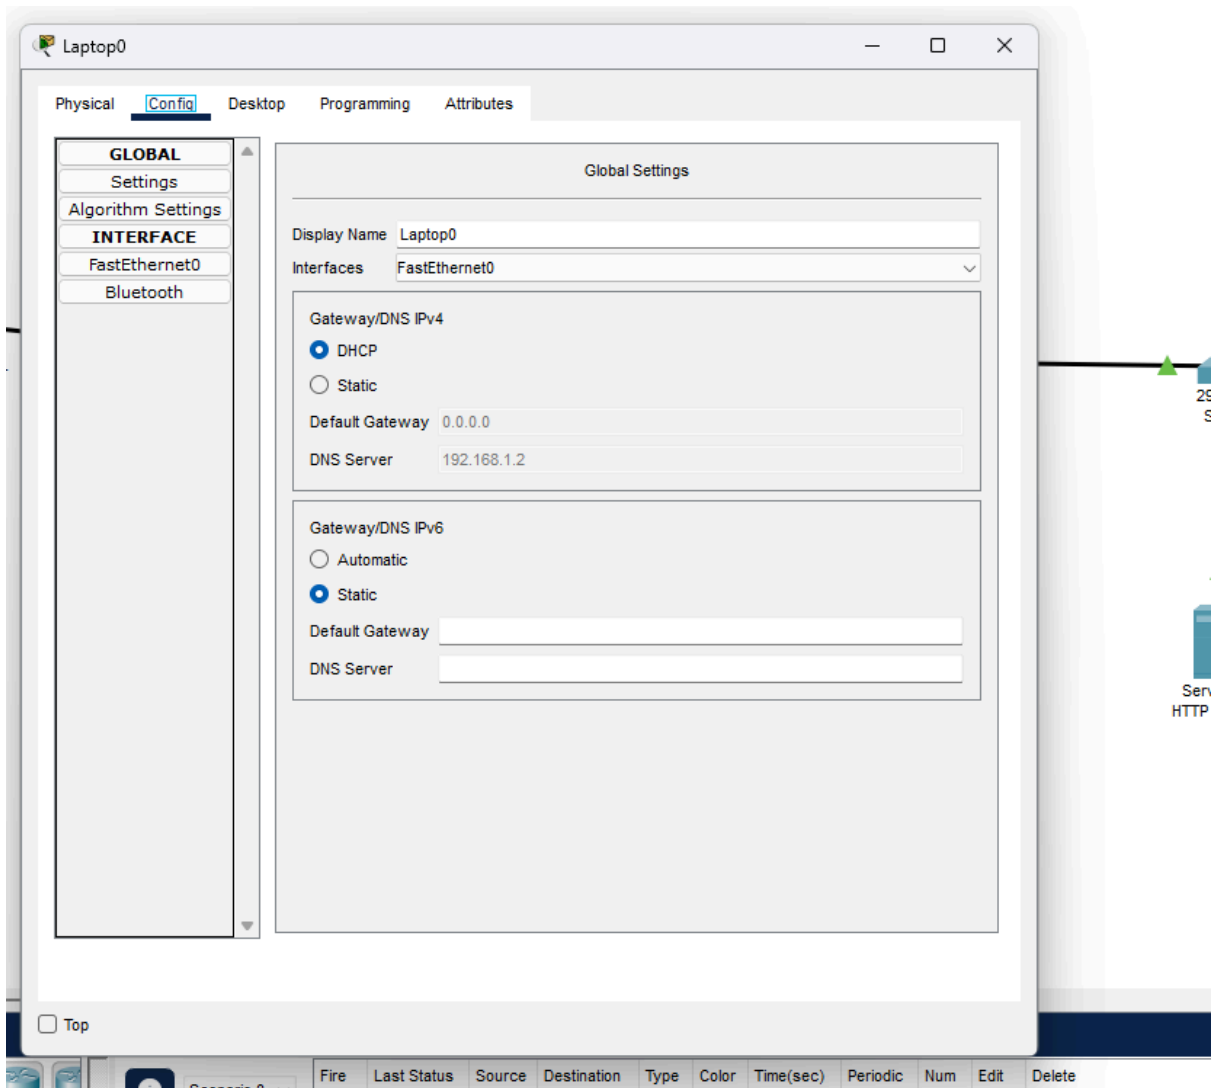 Laptop0
Physical Config Desktop Programming Attributes
GLOBAL
Settings
Algorithm Settings
INTERFACE
FastEthernet0
Bluetooth
Global Settings
Display Name Laptop0
Interfaces FastEthernet0
Gateway/DNS IPv4
DHCP
Static
Default Gateway 0.0.0.0
DNS Server 192.168.1.2
Gateway/DNS IPv6
Automatic
Static
Default Gateway
DNS Server
29
S
Serv
HTTP
Top
Fire Last Status Source Destination Type Color Time(sec) Periodic Num Edit Delete